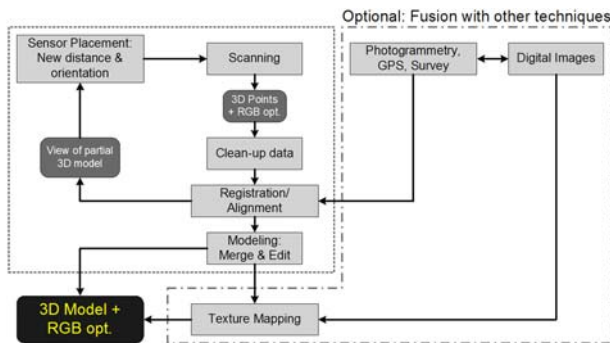 Optional: Fusion with other techniques
Sensor Placement:
New distance &
orientation
Scanning
Photogrammetry,
GPS, Survey
Digital Images
3D Points
+ RGB opt.
View of partial
3D model
Clean-up data
Registration/
Alignment
Modeling:
Merge & Edit
3D Model +
RGB opt.
Texture Mapping